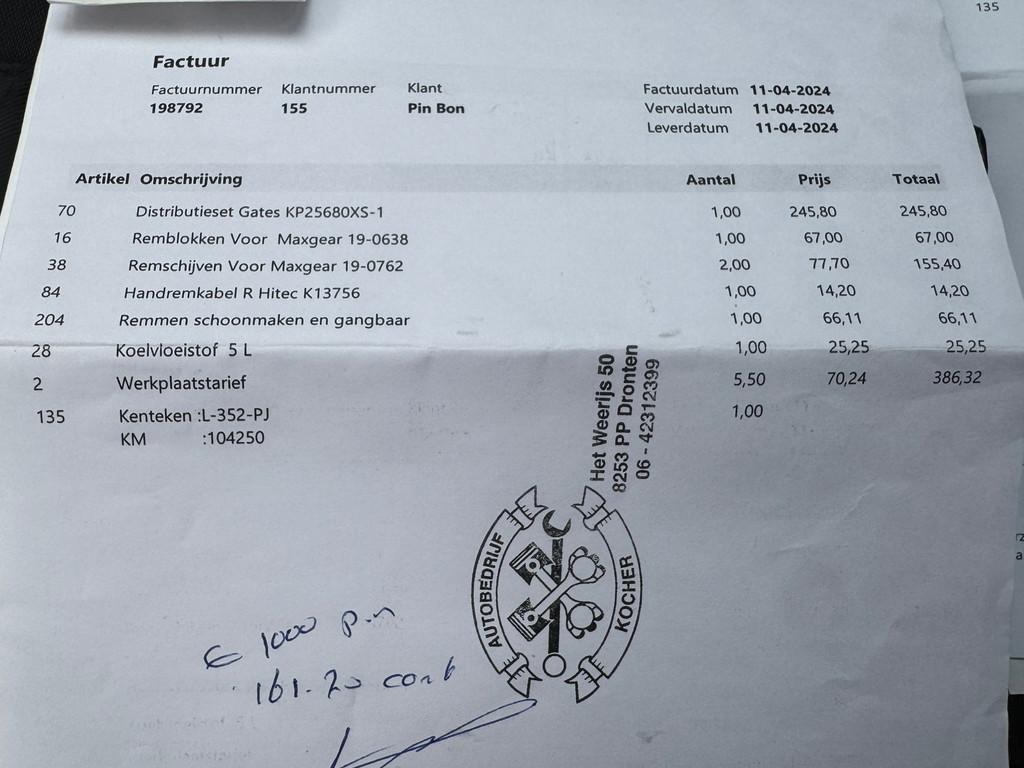 135
Factuur
Factuurnummer Klantnummer Klant Factuurdatum 11-04-2024
198792 155 Pin Bon Vervaldatum 11-04-2024
Leverdatum 11-04-2024
Artikel Omschrijving Aantal Prijs Totaal
70 Distributieset Gates KP25680XS-1 1,00 245,80 245,80
16 Remblokken Voor Maxgear 19-0638 1,00 67,00 67,00
38 Remschijven Voor Maxgear 19-0762 2,00 77,70 155,40
84 Handremkabel R Hitec K13756 1,00 14,20 14,20
204 Remmen schoonmaken en gangbaar 1,00 66,11 66,11
28 Koelvloeistof 5 L 1,00 25,25 25,25
2 Werkplaatstarief 5,50 70,24 386,32
135 Kenteken :L-352-PJ 1,00
KM :104250
Het Weerijs 50
8253 PP Dronten
06 - 42312399
AUTOBEDRIJF
KOCHER
€ 1000 pin
161.20 cont